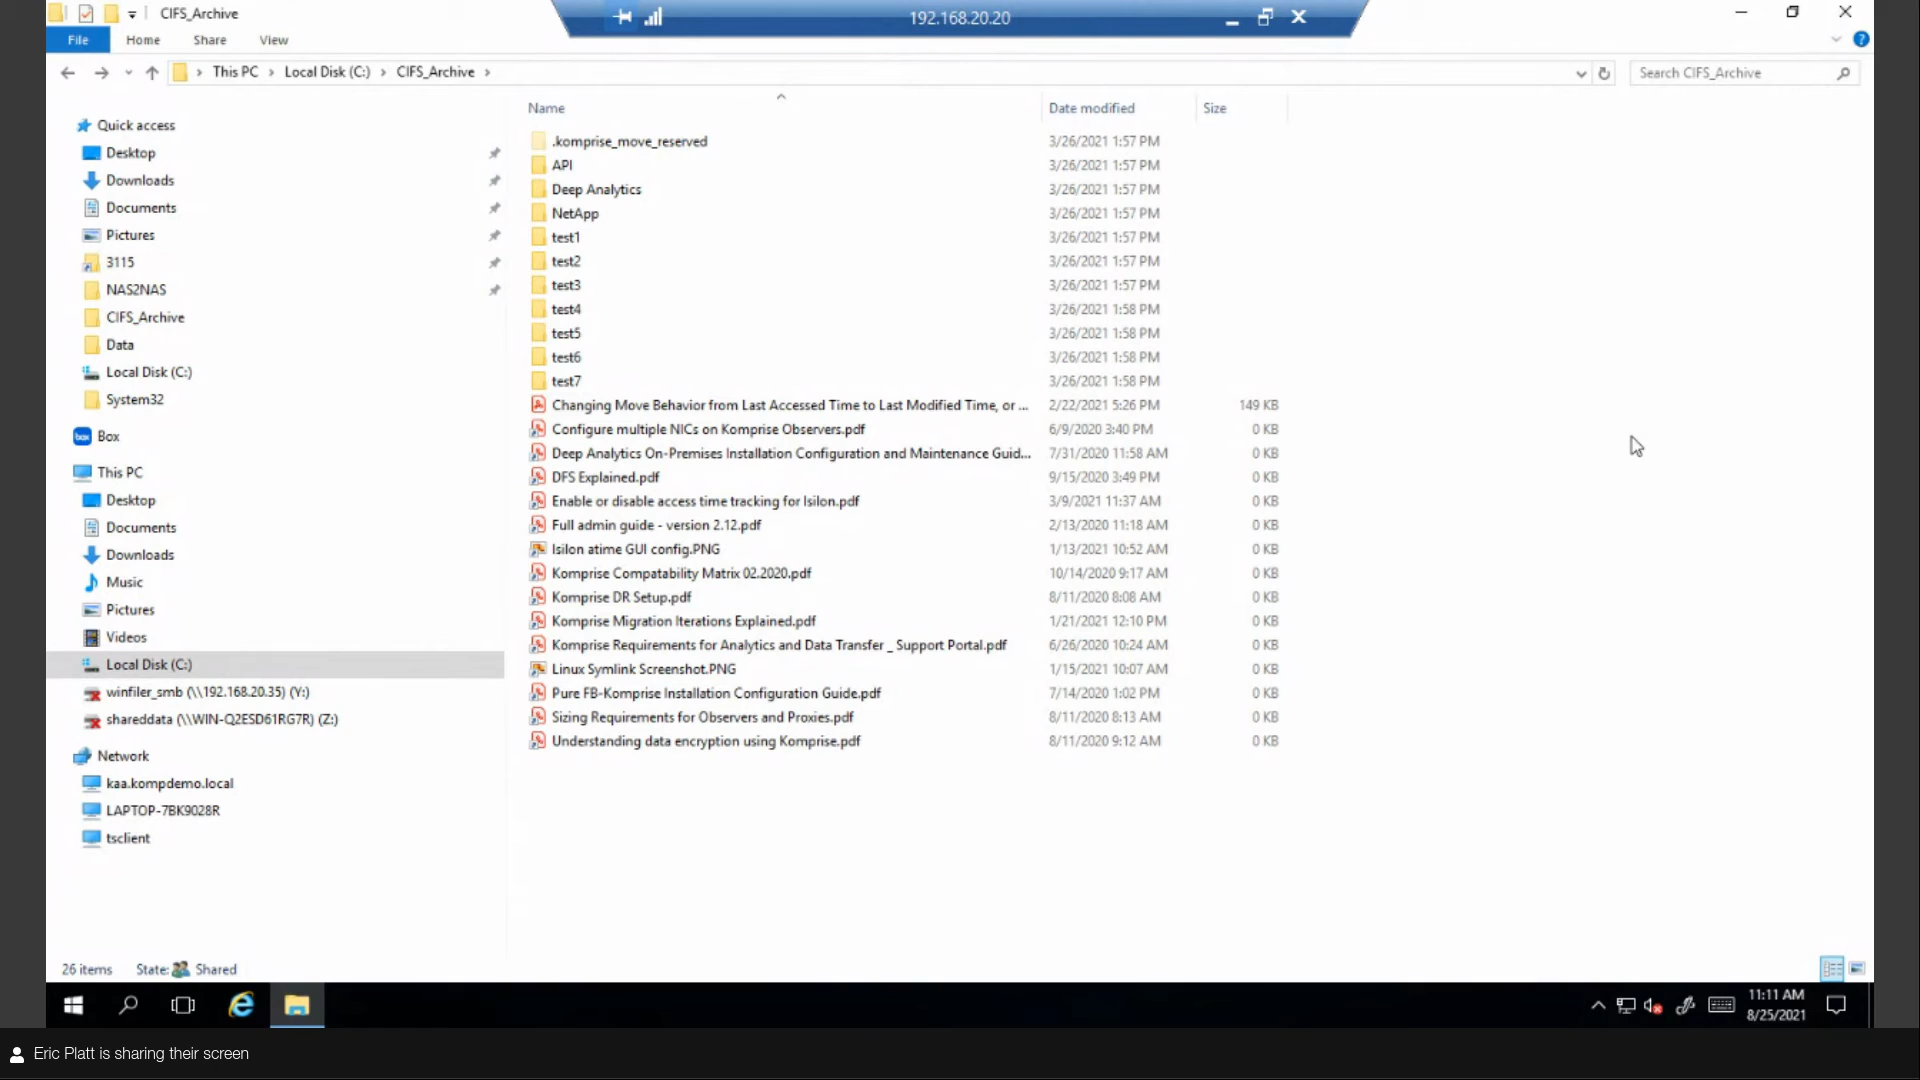 CIFS_Archive
192.168.20.20
File Home Share View
This PC Local Disk (C:) CIFS_Archive
Search CIFS_Archive
Quick access
Desktop
Downloads
Documents
Pictures
3115
NAS2NAS
CIFS_Archive
Data
Local Disk (C:)
System32
box Box
This PC
Desktop
Documents
Downloads
Music
Pictures
Videos
Local Disk (C:)
winfiler_smb (\\192.168.20.35) (Y:)
shareddata (\\WIN-Q2ESD61RG7R) (Z:)
Network
kaa.kompdemo.local
LAPTOP-7BK9028R
tsclient
Name Date modified Size
.komprise_move_reserved 3/26/2021 1:57 PM
API 3/26/2021 1:57 PM
Deep Analytics 3/26/2021 1:57 PM
NetApp 3/26/2021 1:57 PM
test1 3/26/2021 1:57 PM
test2 3/26/2021 1:57 PM
test3 3/26/2021 1:57 PM
test4 3/26/2021 1:58 PM
test5 3/26/2021 1:58 PM
test6 3/26/2021 1:58 PM
test7 3/26/2021 1:58 PM
Changing Move Behavior from Last Accessed Time to Last Modified Time, or ... 2/22/2021 5:26 PM 149 KB
Configure multiple NICs on Komprise Observers.pdf 6/9/2020 3:40 PM 0 KB
Deep Analytics On-Premises Installation Configuration and Maintenance Guid... 7/31/2020 11:58 AM 0 KB
DFS Explained.pdf 9/15/2020 3:49 PM 0 KB
Enable or disable access time tracking for Isilon.pdf 3/9/2021 11:37 AM 0 KB
Full admin guide - version 2.12.pdf 2/13/2020 11:18 AM 0 KB
Isilon atime GUI config.PNG 1/13/2021 10:52 AM 0 KB
Komprise Compatability Matrix 02.2020.pdf 10/14/2020 9:17 AM 0 KB
Komprise DR Setup.pdf 8/11/2020 8:08 AM 0 KB
Komprise Migration Iterations Explained.pdf 1/21/2021 12:10 PM 0 KB
Komprise Requirements for Analytics and Data Transfer _ Support Portal.pdf 6/26/2020 10:24 AM 0 KB
Linux Symlink Screenshot.PNG 1/15/2021 10:07 AM 0 KB
Pure FB-Komprise Installation Configuration Guide.pdf 7/14/2020 1:02 PM 0 KB
Sizing Requirements for Observers and Proxies.pdf 8/11/2020 8:13 AM 0 KB
Understanding data encryption using Komprise.pdf 8/11/2020 9:12 AM 0 KB
26 items State: Shared
11:11 AM
8/25/2021
Eric Platt is sharing their screen